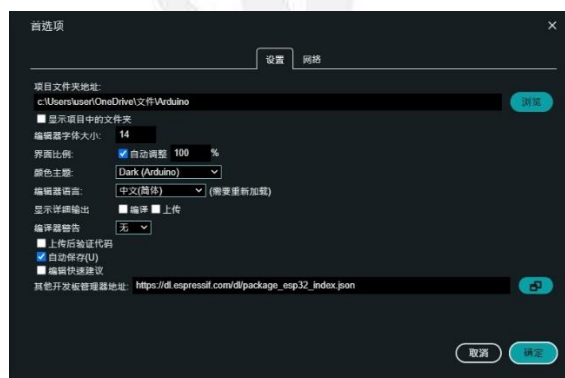 首选项
设置 网络
项目文件夹地址:
c:\Users\user\OneDrive\文件\Arduino 浏览
显示项目中的文件夹
编辑器字体大小: 14
界面比例: 自动调整 100 %
颜色主题: Dark (Arduino)
编辑器语言: 中文(简体) (需要重新加载)
显示详细输出 编译 上传
编译器警告 无
上传后验证代码
自动保存(U)
编辑快速建议
其他开发板管理器地址: https://dl.espressif.com/dl/package_esp32_index.json
取消 确定